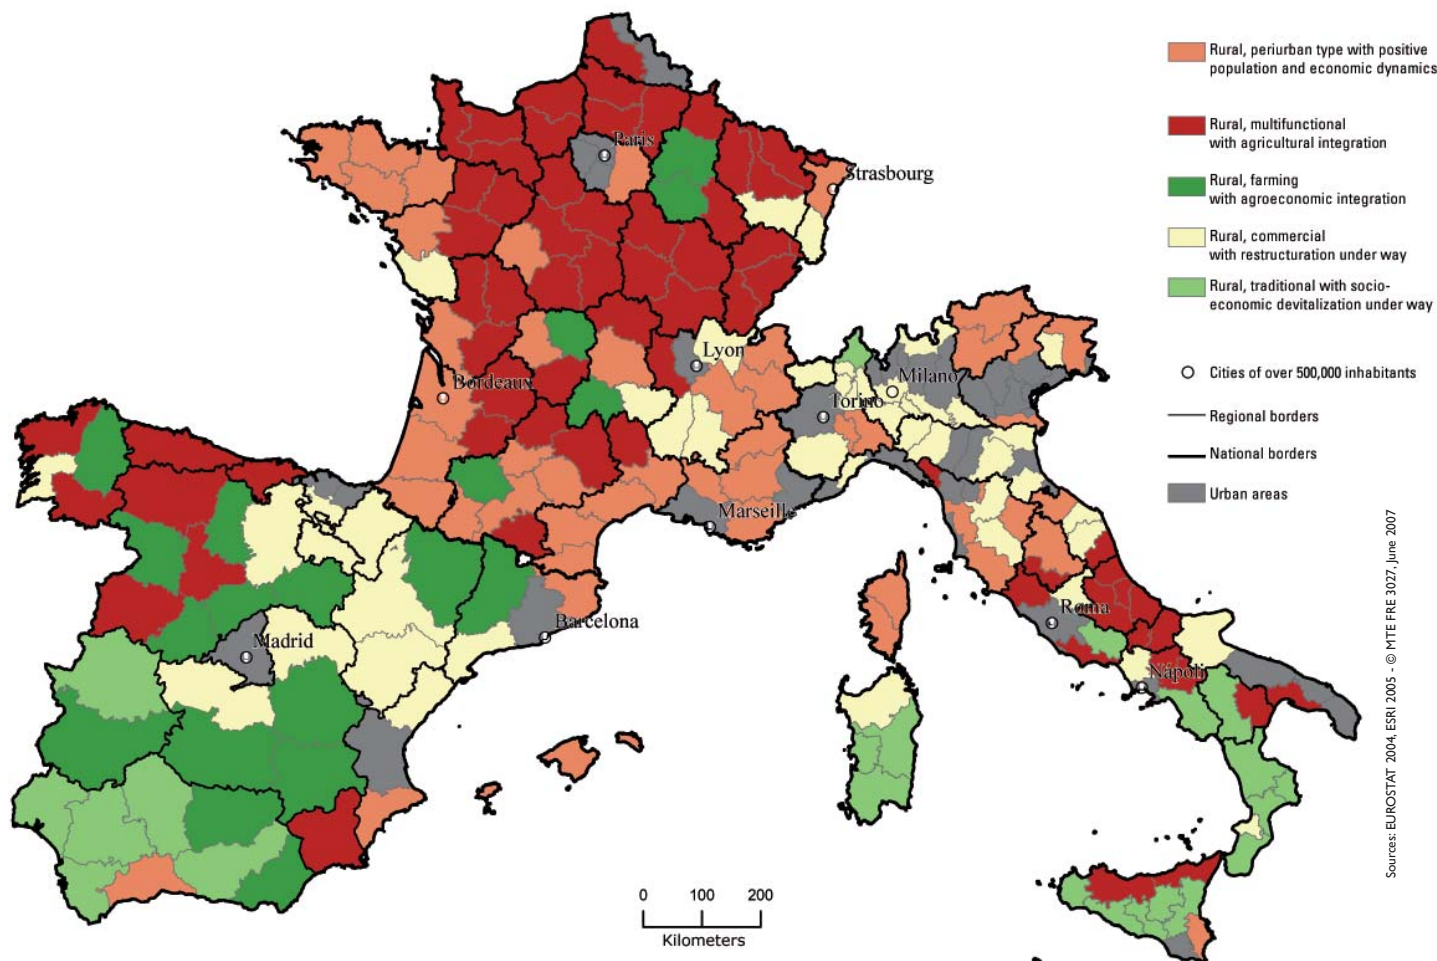 Rural, periurban type with positive
population and economic dynamics
Rural, multifunctional
with agricultural integration
Rural, farming
with agroeconomic integration
Rural, commercial
with restructuration under way
Rural, traditional with socio-
economic devitalization under way
Cities of over 500,000 inhabitants
Regional borders
National borders
Urban areas
Paris
Strasbourg
Lyon
Bordeaux
Milano
Torino
Marseille
Barcelona
Madrid
Roma
Nápoli
0 100 200
Kilometers
Sources: EUROSTAT 2004, ESRI 2005 - © MTE FRE 3027, June 2007